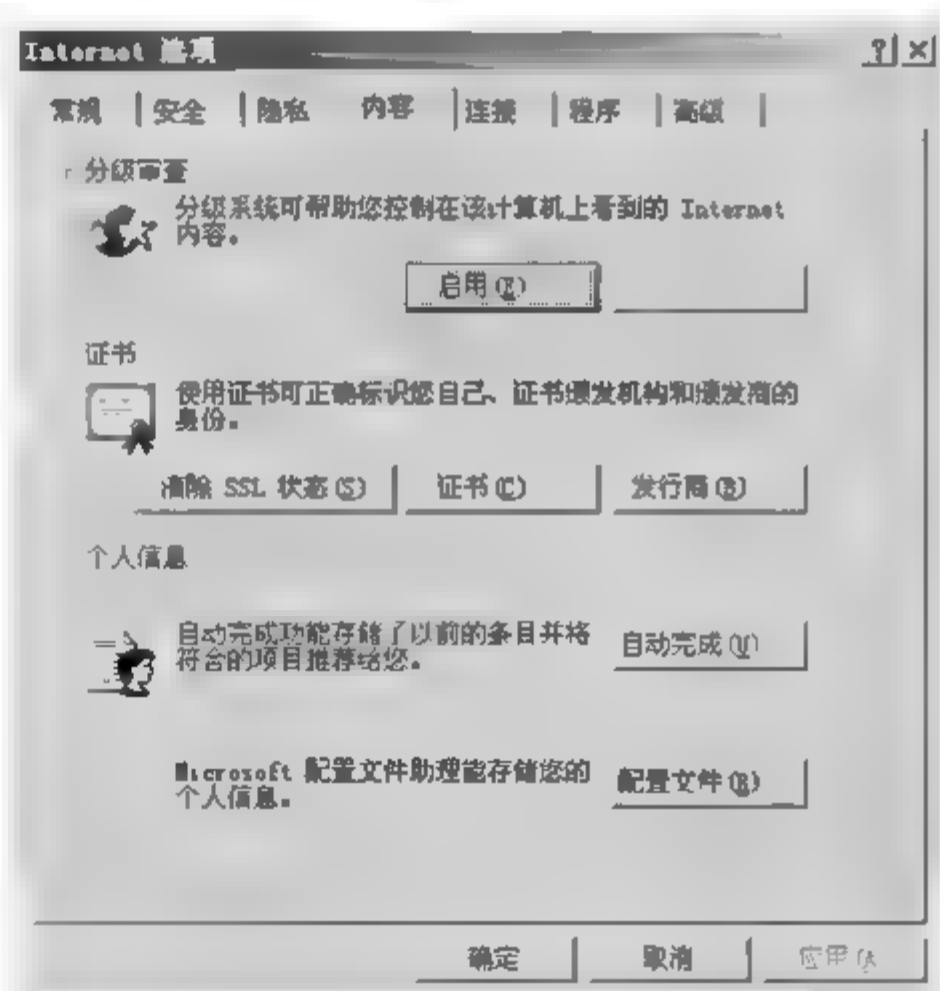 Internet 选项
常规 安全 隐私 内容 连接 程序 高级
分级审查
分级系统可帮助您控制在该计算机上看到的 Internet
内容。
启用(E)
证书
使用证书可正确标识您自己、证书颁发机构和颁发商的
身份。
清除 SSL 状态(S) 证书(C) 发行商(B)
个人信息
自动完成功能存储了以前的条目并将
符合的项目推荐给您。
自动完成(U)
Microsoft 配置文件助理能存储您的
个人信息。
配置文件(R)
确定 取消 应用(A